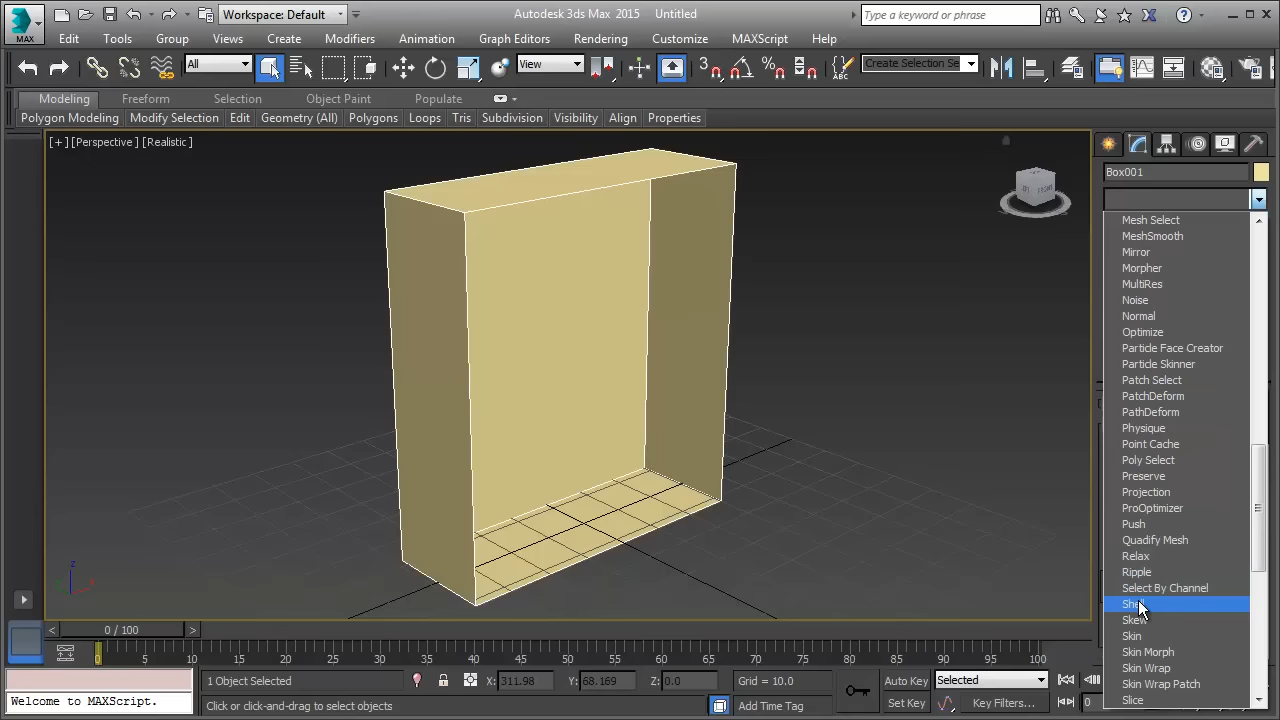 Workspace: Default
Autodesk 3ds Max 2015 Untitled
Type a keyword or phrase
MAX
Edit Tools Group Views Create Modifiers Animation Graph Editors Rendering Customize MAXScript Help
All
View
Create Selection Se
Modeling Freeform Selection Object Paint Populate
Polygon Modeling Modify Selection Edit Geometry (All) Polygons Loops Tris Subdivision Visibility Align Properties
[+][Perspective][Realistic]
Box001
Mesh Select
MeshSmooth
Mirror
Morpher
MultiRes
Noise
Normal
Optimize
Particle Face Creator
Particle Skinner
Patch Select
PatchDeform
PathDeform
Physique
Point Cache
Poly Select
Preserve
Projection
ProOptimizer
Push
Quadify Mesh
Relax
Ripple
Select By Channel
Shell
Skew
Skin
Skin Morph
Skin Wrap
Skin Wrap Patch
Slice
z
x
< 0 / 100 >
0 5 10 15 20 25 30 35 40 45 50 55 60 65 70 75 80 85 90 95 100
1 Object Selected
X: 311.98 Y: 68.169 Z: 0.0
Grid = 10.0
Auto Key Selected
Welcome to MAXScript.
Click or click-and-drag to select objects
Add Time Tag
Set Key Key Filters... 0